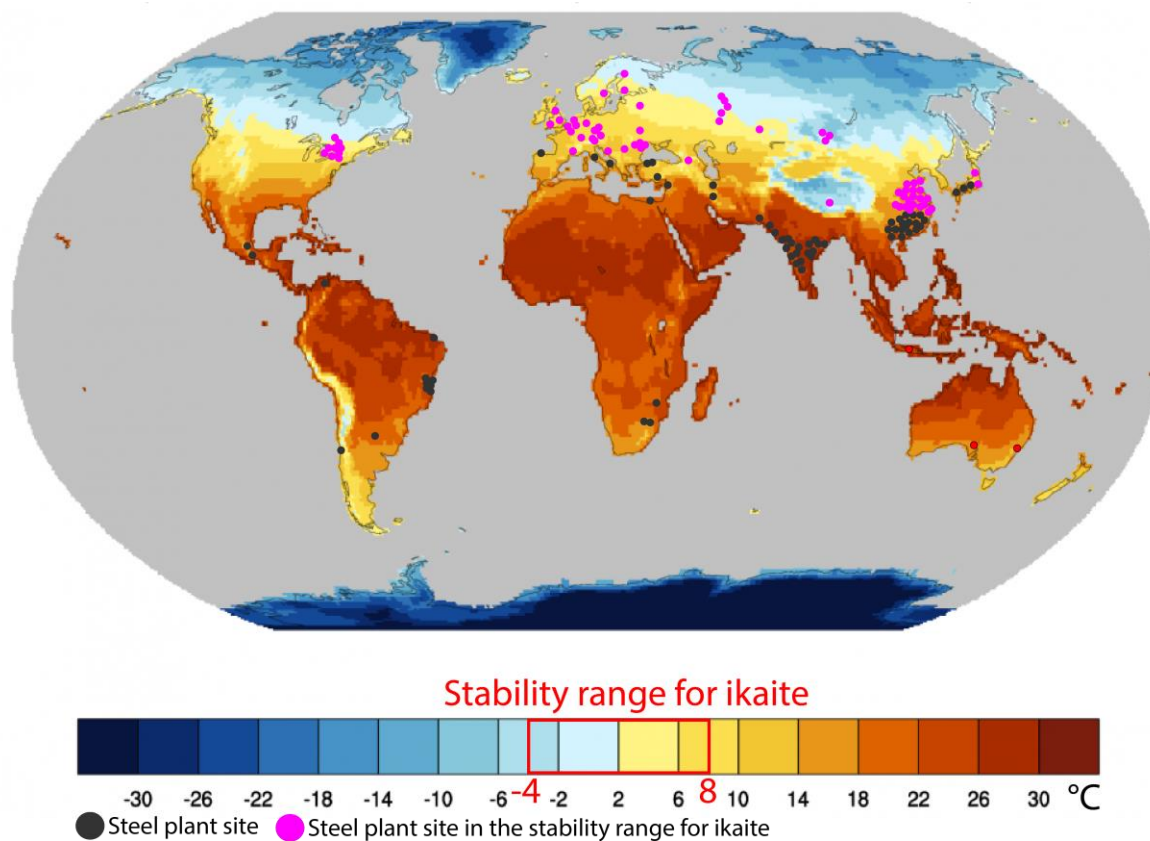 Stability range for ikaite
-30 -22 -18 -14 -10 -6 -4 -2 2 6 8 10 14 18 22 26 30 °C
Steel plant site Steel plant site in the stability range for ikaite